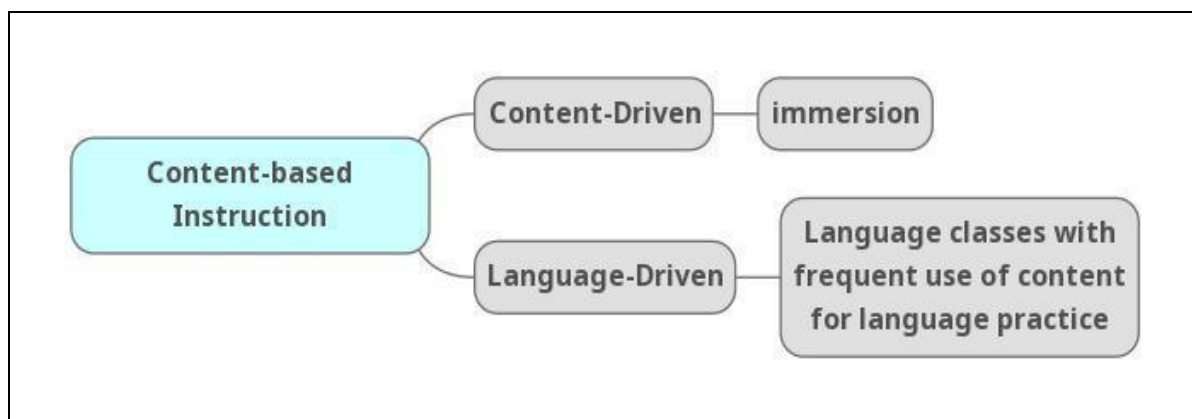 Content-based
Instruction
Content-Driven
immersion
Language-Driven
Language classes with
frequent use of content
for language practice